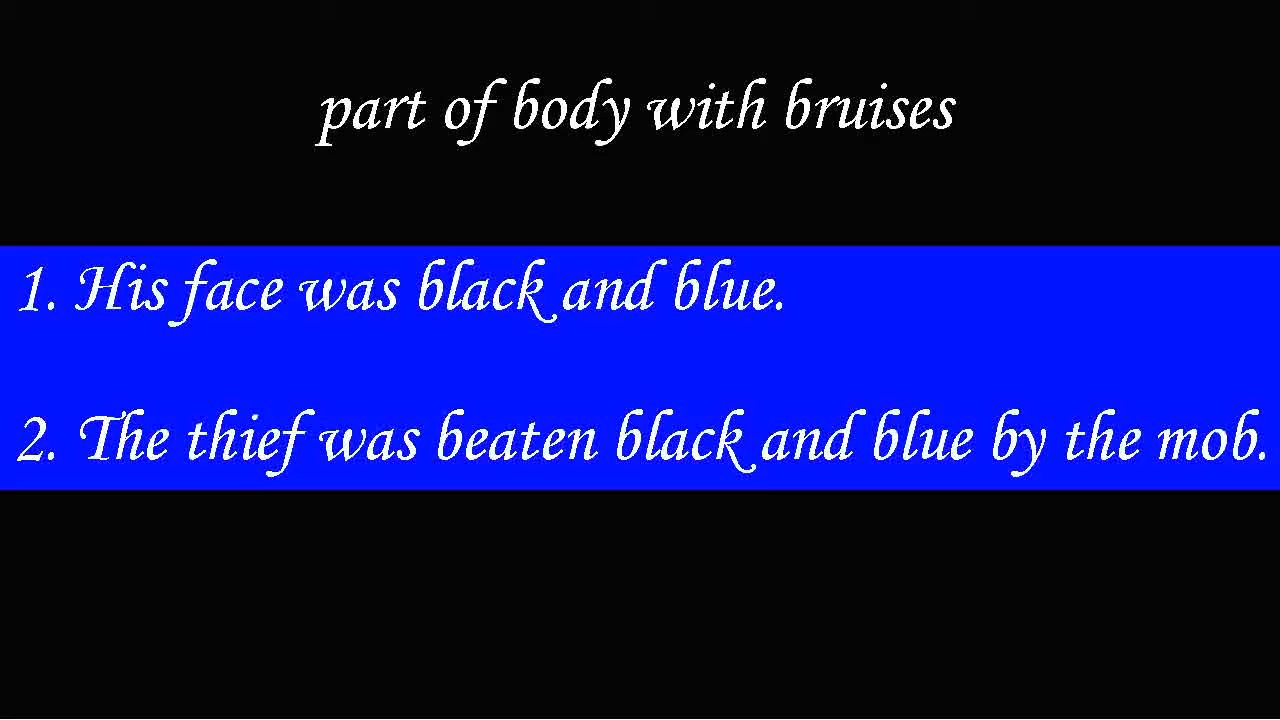 part of body with bruises
1. His face was black and blue.
2. The thief was beaten black and blue by the mob.